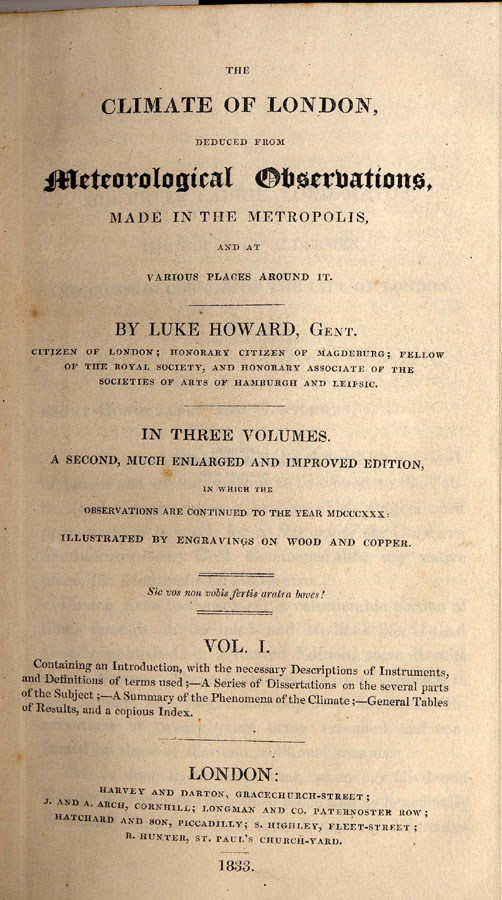 THE
CLIMATE OF LONDON,
DEDUCED FROM
Meteorological Observations,
MADE IN THE METROPOLIS,
AND AT
VARIOUS PLACES AROUND IT.
BY LUKE HOWARD, GENT.
CITIZEN OF LONDON; HONORARY CITIZEN OF MAGDEBURG; FELLOW
OF THE ROYAL SOCIETY, AND HONORARY ASSOCIATE OF THE
SOCIETIES OF ARTS OF HAMBURGH AND LEIPSIC.
IN THREE VOLUMES.
A SECOND, MUCH ENLARGED AND IMPROVED EDITION,
IN WHICH THE
OBSERVATIONS ARE CONTINUED TO THE YEAR MDCCCXXX:
ILLUSTRATED BY ENGRAVINGS ON WOOD AND COPPER.
Sic vos non vobis fertis aratra boves!
VOL. I.
Containing an Introduction, with the necessary Descriptions of Instruments,
and Definitions of terms used;—A Series of Dissertations on the several parts
of the Subject;—A Summary of the Phenomena of the Climate;—General Tables
of Results, and a copious Index.
LONDON:
HARVEY AND DARTON, GRACECHURCH-STREET;
J. AND A. ARCH, CORNHILL; LONGMAN AND CO. PATERNOSTER ROW;
HATCHARD AND SON, PICCADILLY; S. HIGHLEY, FLEET-STREET;
R. HUNTER, ST. PAUL'S CHURCH-YARD.
1833.